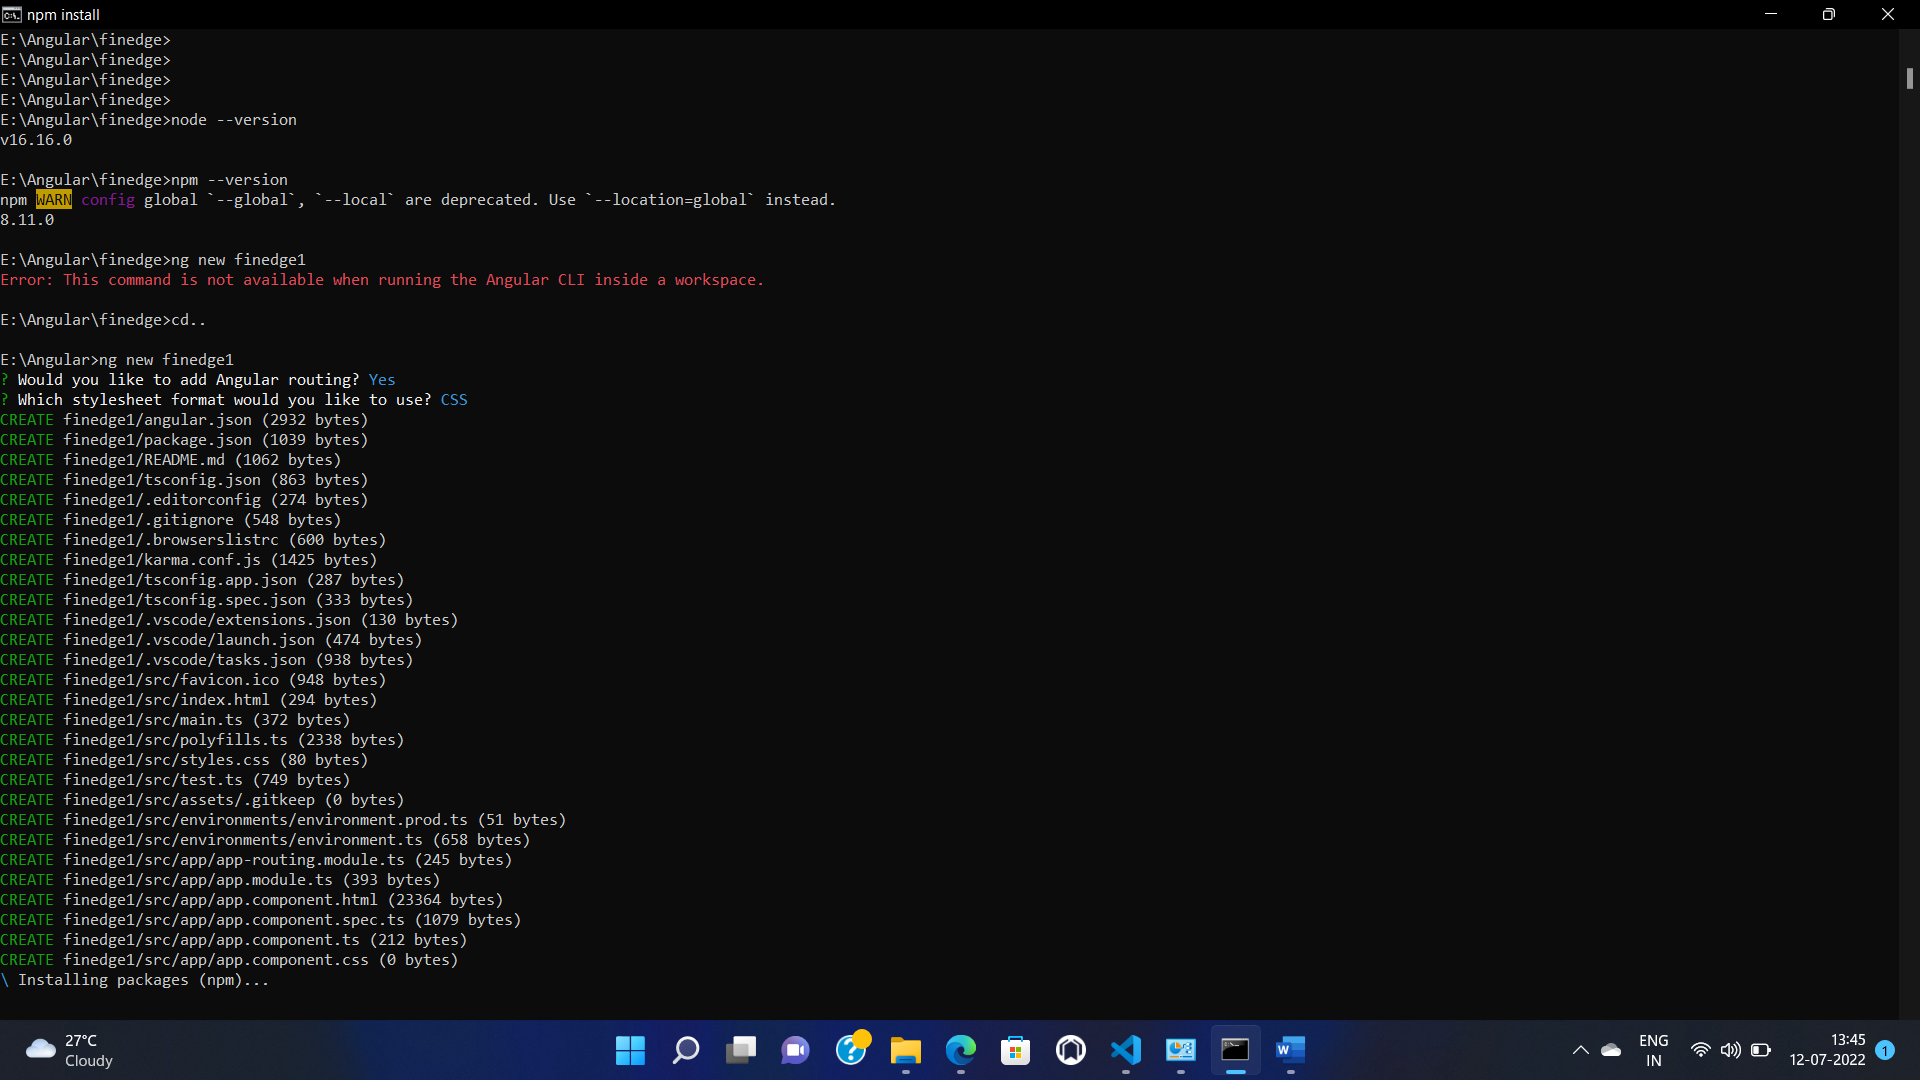 npm install
E:\Angular\finedge>
E:\Angular\finedge>
E:\Angular\finedge>
E:\Angular\finedge>
E:\Angular\finedge>node --version
v16.16.0
E:\Angular\finedge>npm --version
npm WARN config global `--global`, `--local` are deprecated. Use `--location=global` instead.
8.11.0
E:\Angular\finedge>ng new finedge1
Error: This command is not available when running the Angular CLI inside a workspace.
E:\Angular\finedge>cd..
E:\Angular>ng new finedge1
? Would you like to add Angular routing? Yes
? Which stylesheet format would you like to use? CSS
CREATE finedge1/angular.json (2932 bytes)
CREATE finedge1/package.json (1039 bytes)
CREATE finedge1/README.md (1062 bytes)
CREATE finedge1/tsconfig.json (863 bytes)
CREATE finedge1/.editorconfig (274 bytes)
CREATE finedge1/.gitignore (548 bytes)
CREATE finedge1/.browserslistrc (600 bytes)
CREATE finedge1/karma.conf.js (1425 bytes)
CREATE finedge1/tsconfig.app.json (287 bytes)
CREATE finedge1/tsconfig.spec.json (333 bytes)
CREATE finedge1/.vscode/extensions.json (130 bytes)
CREATE finedge1/.vscode/launch.json (474 bytes)
CREATE finedge1/.vscode/tasks.json (938 bytes)
CREATE finedge1/src/favicon.ico (948 bytes)
CREATE finedge1/src/index.html (294 bytes)
CREATE finedge1/src/main.ts (372 bytes)
CREATE finedge1/src/polyfills.ts (2338 bytes)
CREATE finedge1/src/styles.css (80 bytes)
CREATE finedge1/src/test.ts (749 bytes)
CREATE finedge1/src/assets/.gitkeep (0 bytes)
CREATE finedge1/src/environments/environment.prod.ts (51 bytes)
CREATE finedge1/src/environments/environment.ts (658 bytes)
CREATE finedge1/src/app/app-routing.module.ts (245 bytes)
CREATE finedge1/src/app/app.module.ts (393 bytes)
CREATE finedge1/src/app/app.component.html (23364 bytes)
CREATE finedge1/src/app/app.component.spec.ts (1079 bytes)
CREATE finedge1/src/app/app.component.ts (212 bytes)
CREATE finedge1/src/app/app.component.css (0 bytes)
\ Installing packages (npm)...
27°C
Cloudy
ENG
IN
13:45
12-07-2022
1